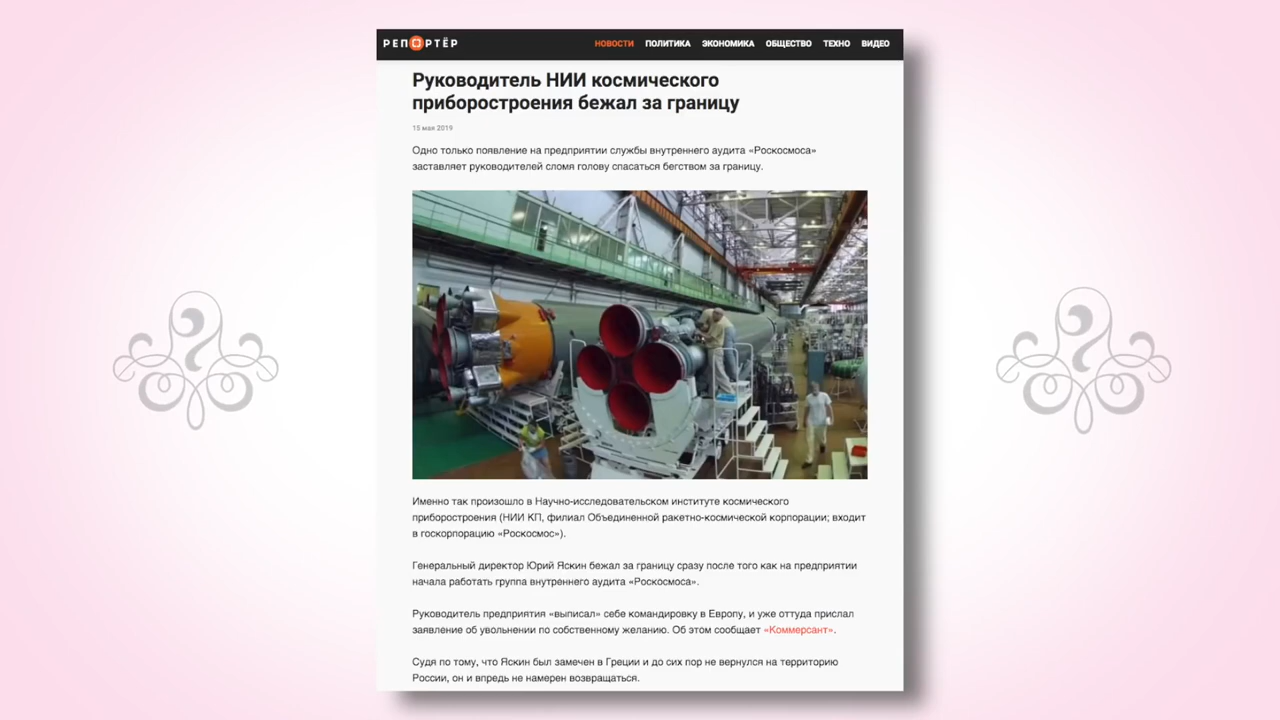 РЕПОРТЁР
НОВОСТИ ПОЛИТИКА ЭКОНОМИКА ОБЩЕСТВО ТЕХНО ВИДЕО
Руководитель НИИ космического
приборостроения бежал за границу
15 мая 2019
Одно только появление на предприятии службы внутреннего аудита «Роскосмоса»
заставляет руководителей сломя голову спасаться бегством за границу.
Именно так произошло в Научно-исследовательском институте космического
приборостроения (НИИ КП, филиал Объединенной ракетно-космической корпорации; входит
в госкорпорацию «Роскосмос»).
Генеральный директор Юрий Яскин бежал за границу сразу после того как на предприятии
начала работать группа внутреннего аудита «Роскосмоса».
Руководитель предприятия «выписал» себе командировку в Европу, и уже оттуда прислал
заявление об увольнении по собственному желанию. Об этом сообщает «Коммерсант».
Судя по тому, что Яскин был замечен в Греции и до сих пор не вернулся на территорию
России, он и впредь не намерен возвращаться.